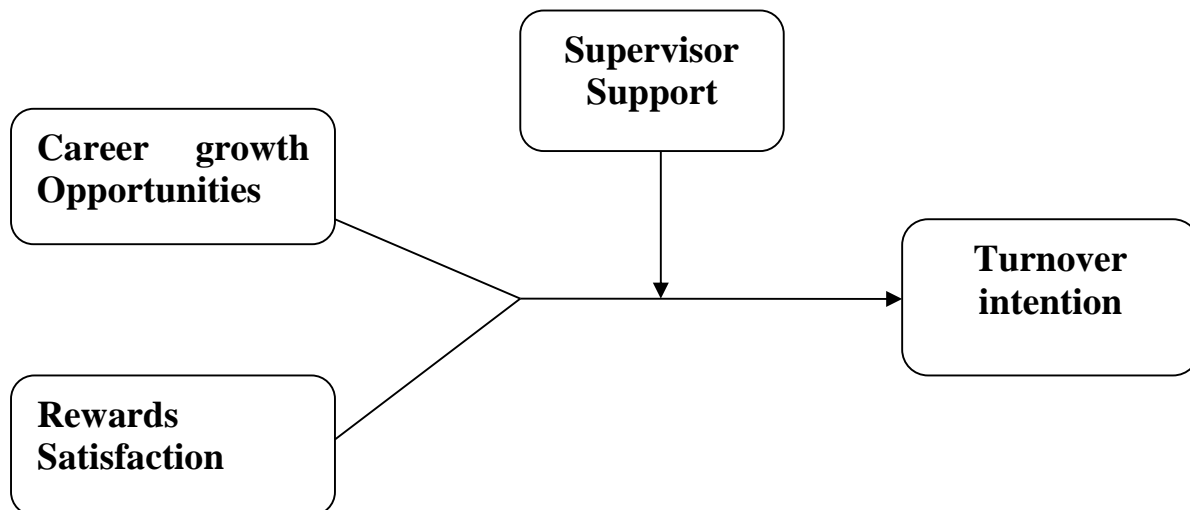 Supervisor
Support
Career growth
Opportunities
Turnover
intention
Rewards
Satisfaction